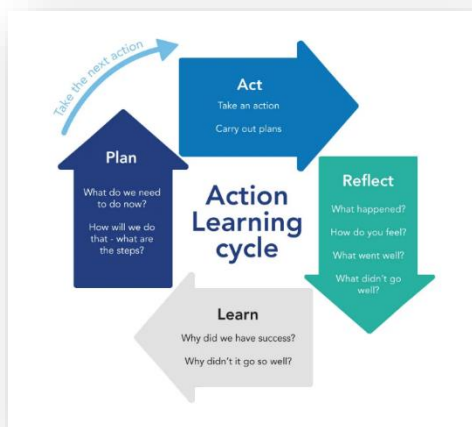 Take the next action
Act
Take an action
Carry out plans
Plan
What do we need
to do now?
How will we do
that - what are
the steps?
Action
Learning
cycle
Reflect
What happened?
How do you feel?
What went well?
What didn't go
well?
Learn
Why did we have success?
Why didn't it go so well?